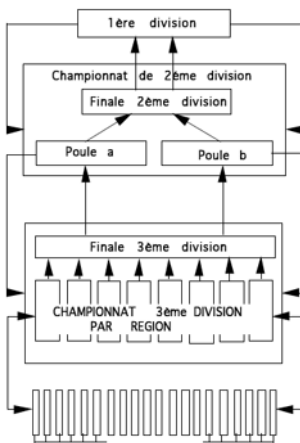 1ère division
Championnat de 2ème division
Finale 2ème division
Poule a
Poule b
Finale 3ème division
CHAMPIONNAT 3ème DIVISION
PAR REGION